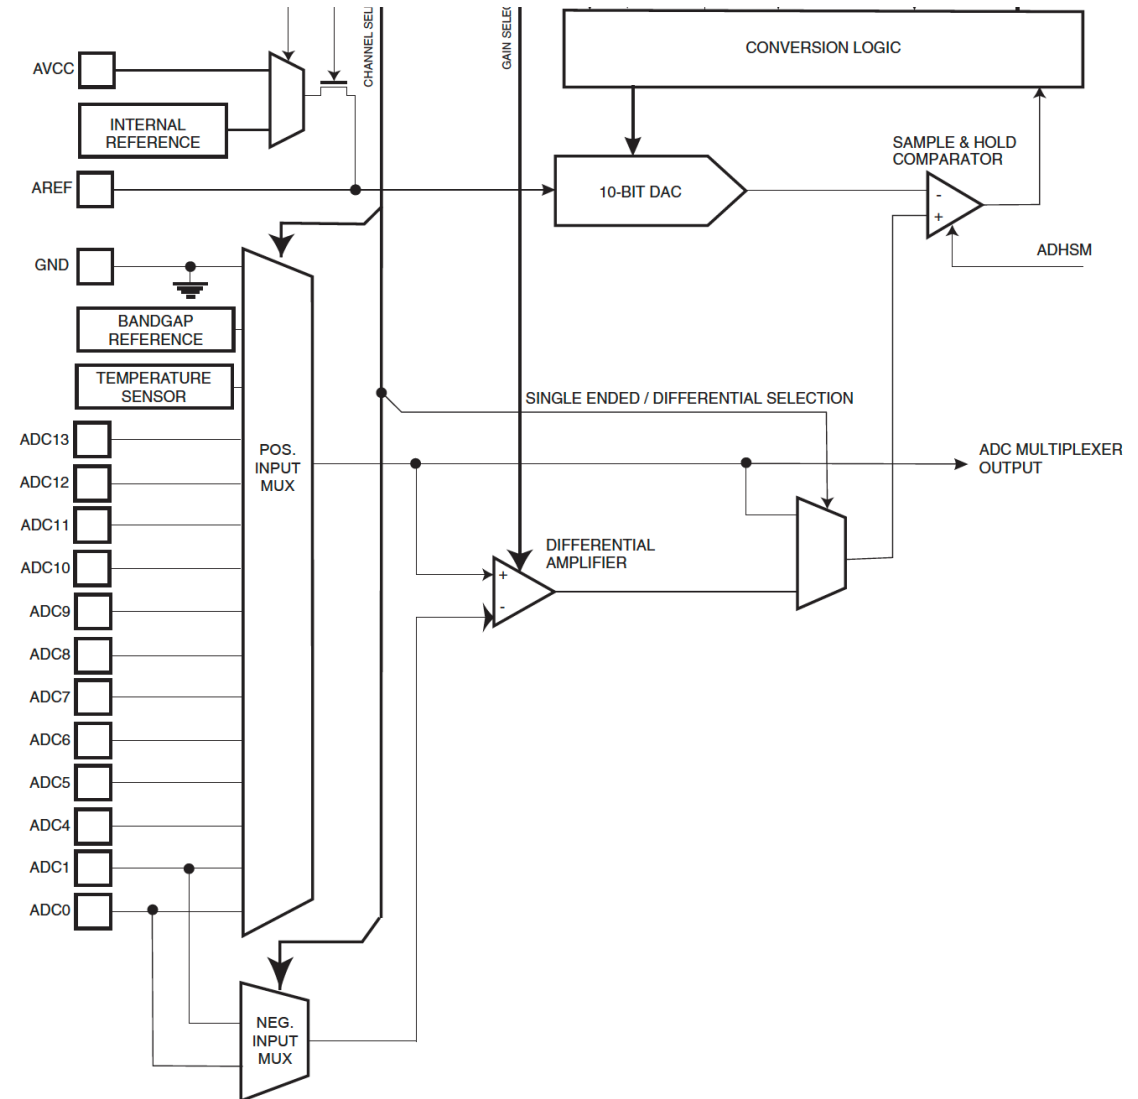 CHANNEL SEL
GAIN SELEC
CONVERSION LOGIC
AVCC
INTERNAL
REFERENCE
SAMPLE & HOLD
COMPARATOR
AREF
10-BIT DAC
-
+
ADHSM
GND
BANDGAP
REFERENCE
TEMPERATURE
SENSOR
SINGLE ENDED / DIFFERENTIAL SELECTION
ADC13
ADC12
ADC11
ADC10
ADC9
ADC8
ADC7
ADC6
ADC5
ADC4
ADC1
ADC0
POS.
INPUT
MUX
ADC MULTIPLEXER
OUTPUT
DIFFERENTIAL
AMPLIFIER
+
-
NEG.
INPUT
MUX